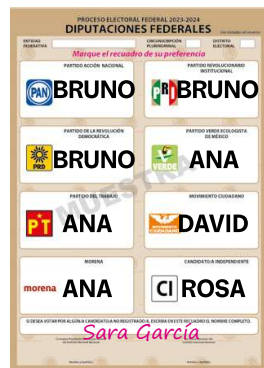 PROCESO ELECTORAL FEDERAL 2023-2024
DIPUTACIONES FEDERALES
ENTIDAD FEDERATIVA
CIRCUNSCRIPCIÓN PLURINOMINAL
DISTRITO ELECTORAL
Marque el recuadro de su preferencia
PARTIDO ACCIÓN NACIONAL
PARTIDO REVOLUCIONARIO INSTITUCIONAL
PAN BRUNO
PRI BRUNO
PARTIDO DE LA REVOLUCIÓN DEMOCRÁTICA
PARTIDO VERDE ECOLOGISTA DE MÉXICO
PRD BRUNO
VERDE ANA
MUESTRA
PARTIDO DEL TRABAJO
MOVIMIENTO CIUDADANO
PT ANA
MOVIMIENTO CIUDADANO DAVID
MORENA
CANDIDATO/A INDEPENDIENTE
morena ANA
CI ROSA
SI DESEA VOTAR POR ALGÚN/A CANDIDATO/A NO REGISTRADO/A, ESCRIBA EN ESTE RECUADRO EL NOMBRE COMPLETO.
Sara García